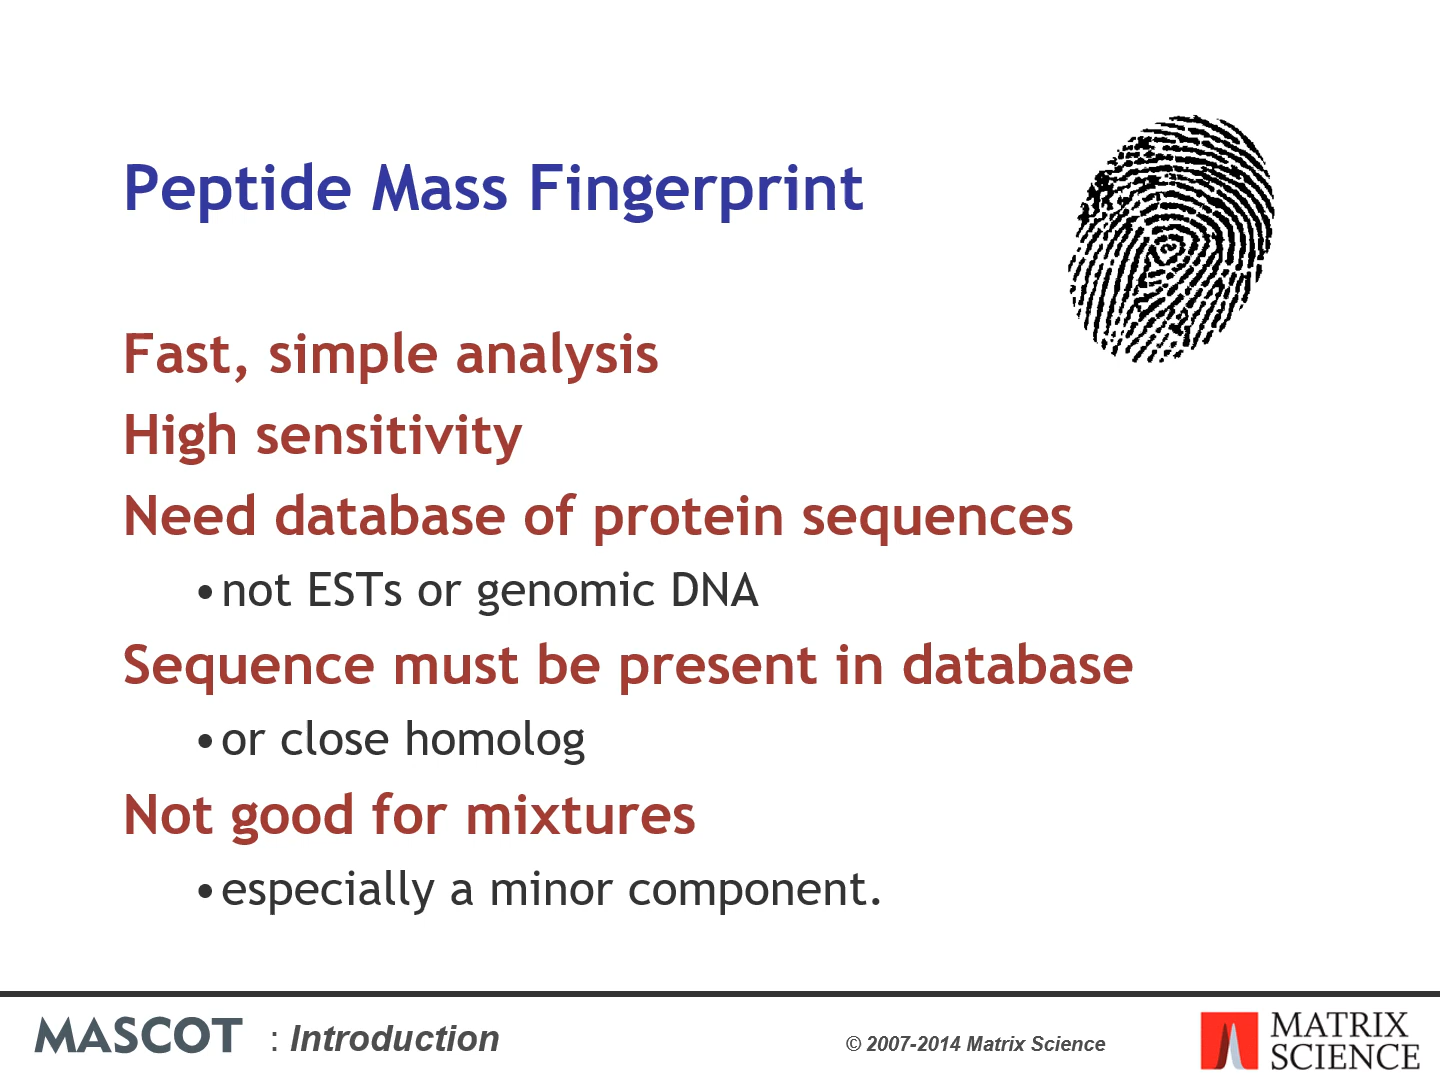 Peptide Mass Fingerprint
Fast, simple analysis
High sensitivity
Need database of protein sequences
•not ESTs or genomic DNA
Sequence must be present in database
•or close homolog
Not good for mixtures
•especially a minor component.
MASCOT : Introduction
© 2007-2014 Matrix Science
MATRIX
SCIENCE